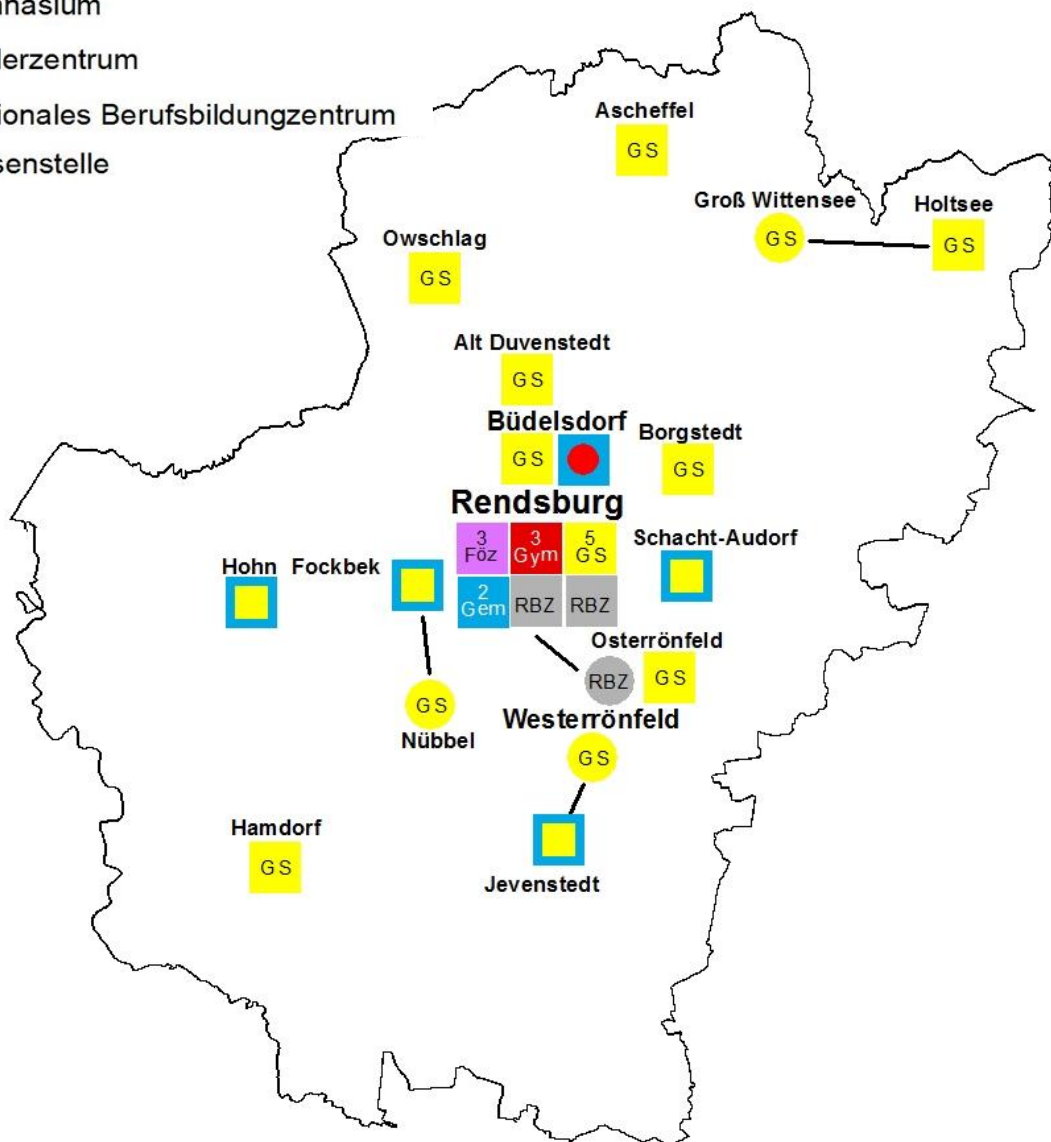 nasium
lerzentrum
ionales Berufsbildungzentrum
senstelle
Ascheffel
GS
Groß Wittensee
GS
Holtsee
GS
Owschlag
GS
Alt Duvenstedt
GS
Büdelsdorf
GS
Borgstedt
GS
Rendsburg
3 Föz
3 Gym
5 GS
2 Gem
RBZ
RBZ
Schacht-Audorf
Hohn
Fockbek
Osterrönfeld
RBZ
GS
GS
Nübbel
Westerrönfeld
GS
Hamdorf
GS
Jevenstedt